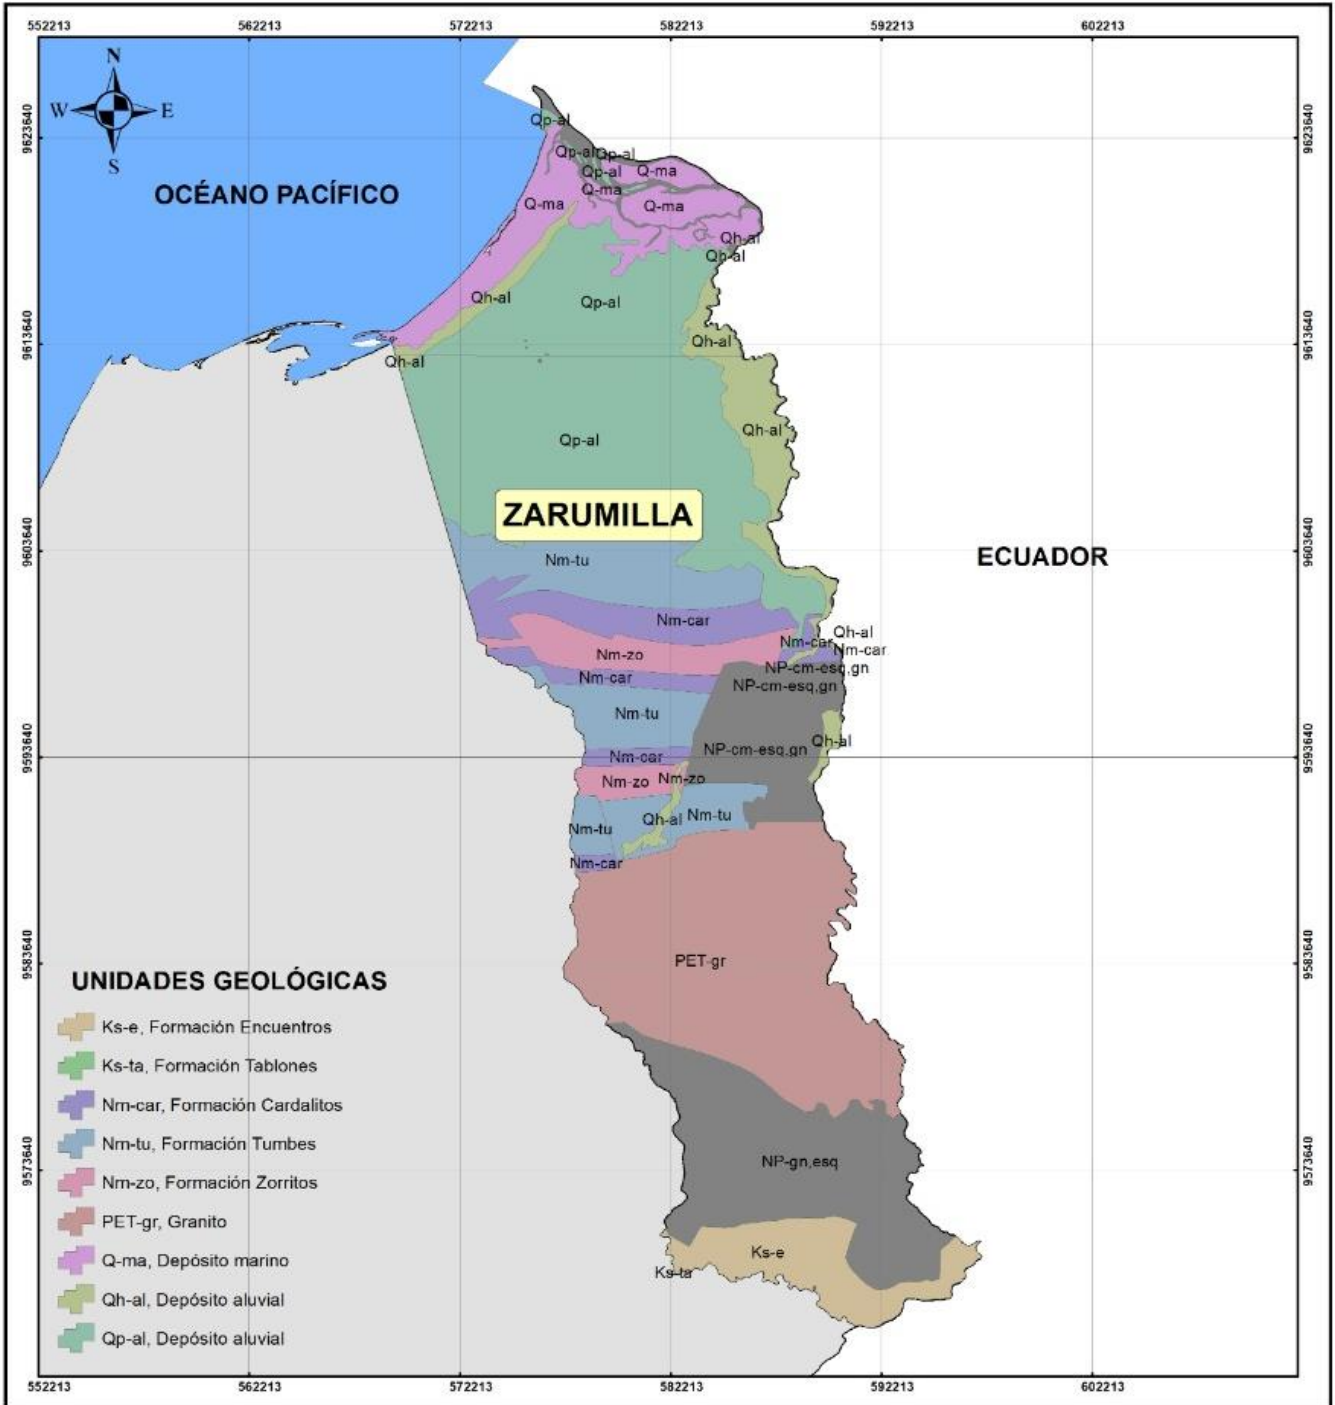 552213 562213 572213 582213 592213 602213
N
W E
S
9623640 9623640
OCÉANO PACÍFICO
Qp-al
Qp-al Qp-al
Qp-al Q-ma
Q-ma
Q-ma Q-ma
Qh-al
Qh-al
Qh-al Qp-al
9613640 Qh-al 9613640
Qh-al
Qh-al
Qp-al
ZARUMILLA
9603640 Nm-tu ECUADOR 9603640
Nm-car
Qh-al
Nm-car
Nm-car
Nm-zo
NP-cm-esq,gn
Nm-car
NP-cm-esq,gn
Nm-tu
Qh-al
NP-cm-esq,gn
9593640 Nm-car 9593640
Nm-zo Nm-zo
Nm-tu Qh-al Nm-tu
Nm-car
9583640 PET-gr 9583640
UNIDADES GEOLÓGICAS
Ks-e, Formación Encuentros
Ks-ta, Formación Tablones
Nm-car, Formación Cardalitos
Nm-tu, Formación Tumbes
Nm-zo, Formación Zorritos
PET-gr, Granito
Q-ma, Depósito marino
Qh-al, Depósito aluvial
Qp-al, Depósito aluvial
9573640 NP-gn,esq 9573640
Ks-e
Ks-ta
552213 562213 572213 582213 592213 602213